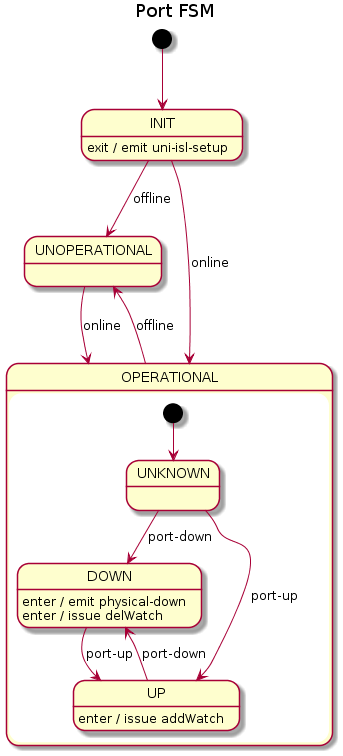 Port FSM
INIT
exit / emit uni-isl-setup
offline
UNOPERATIONAL
online
online
offline
OPERATIONAL
UNKNOWN
port-down
DOWN
enter / emit physical-down
enter / issue delWatch
port-up
port-up
port-down
UP
enter / issue addWatch